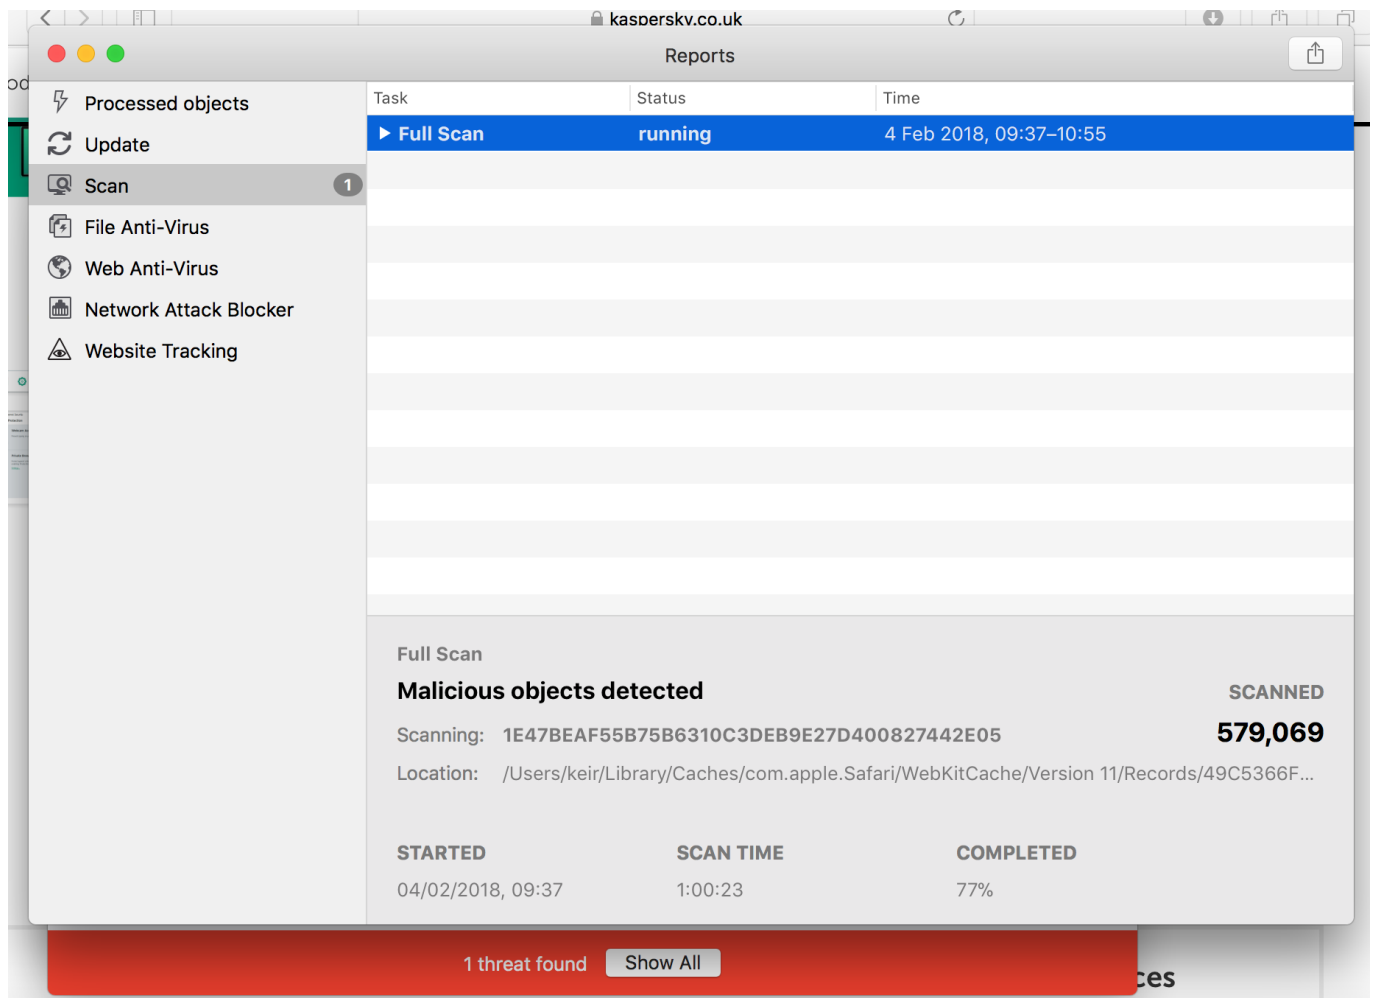 kaspersky.co.uk
Reports
Processed objects
Update
Scan 1
File Anti-Virus
Web Anti-Virus
Network Attack Blocker
Website Tracking
Task Status Time
Full Scan running 4 Feb 2018, 09:37–10:55
Full Scan
Malicious objects detected
SCANNED
Scanning: 1E47BEAF55B75B6310C3DEB9E27D400827442E05
579,069
Location: /Users/keir/Library/Caches/com.apple.Safari/WebKitCache/Version 11/Records/49C5366F...
STARTED SCAN TIME COMPLETED
04/02/2018, 09:37 1:00:23 77%
1 threat found Show All
ces